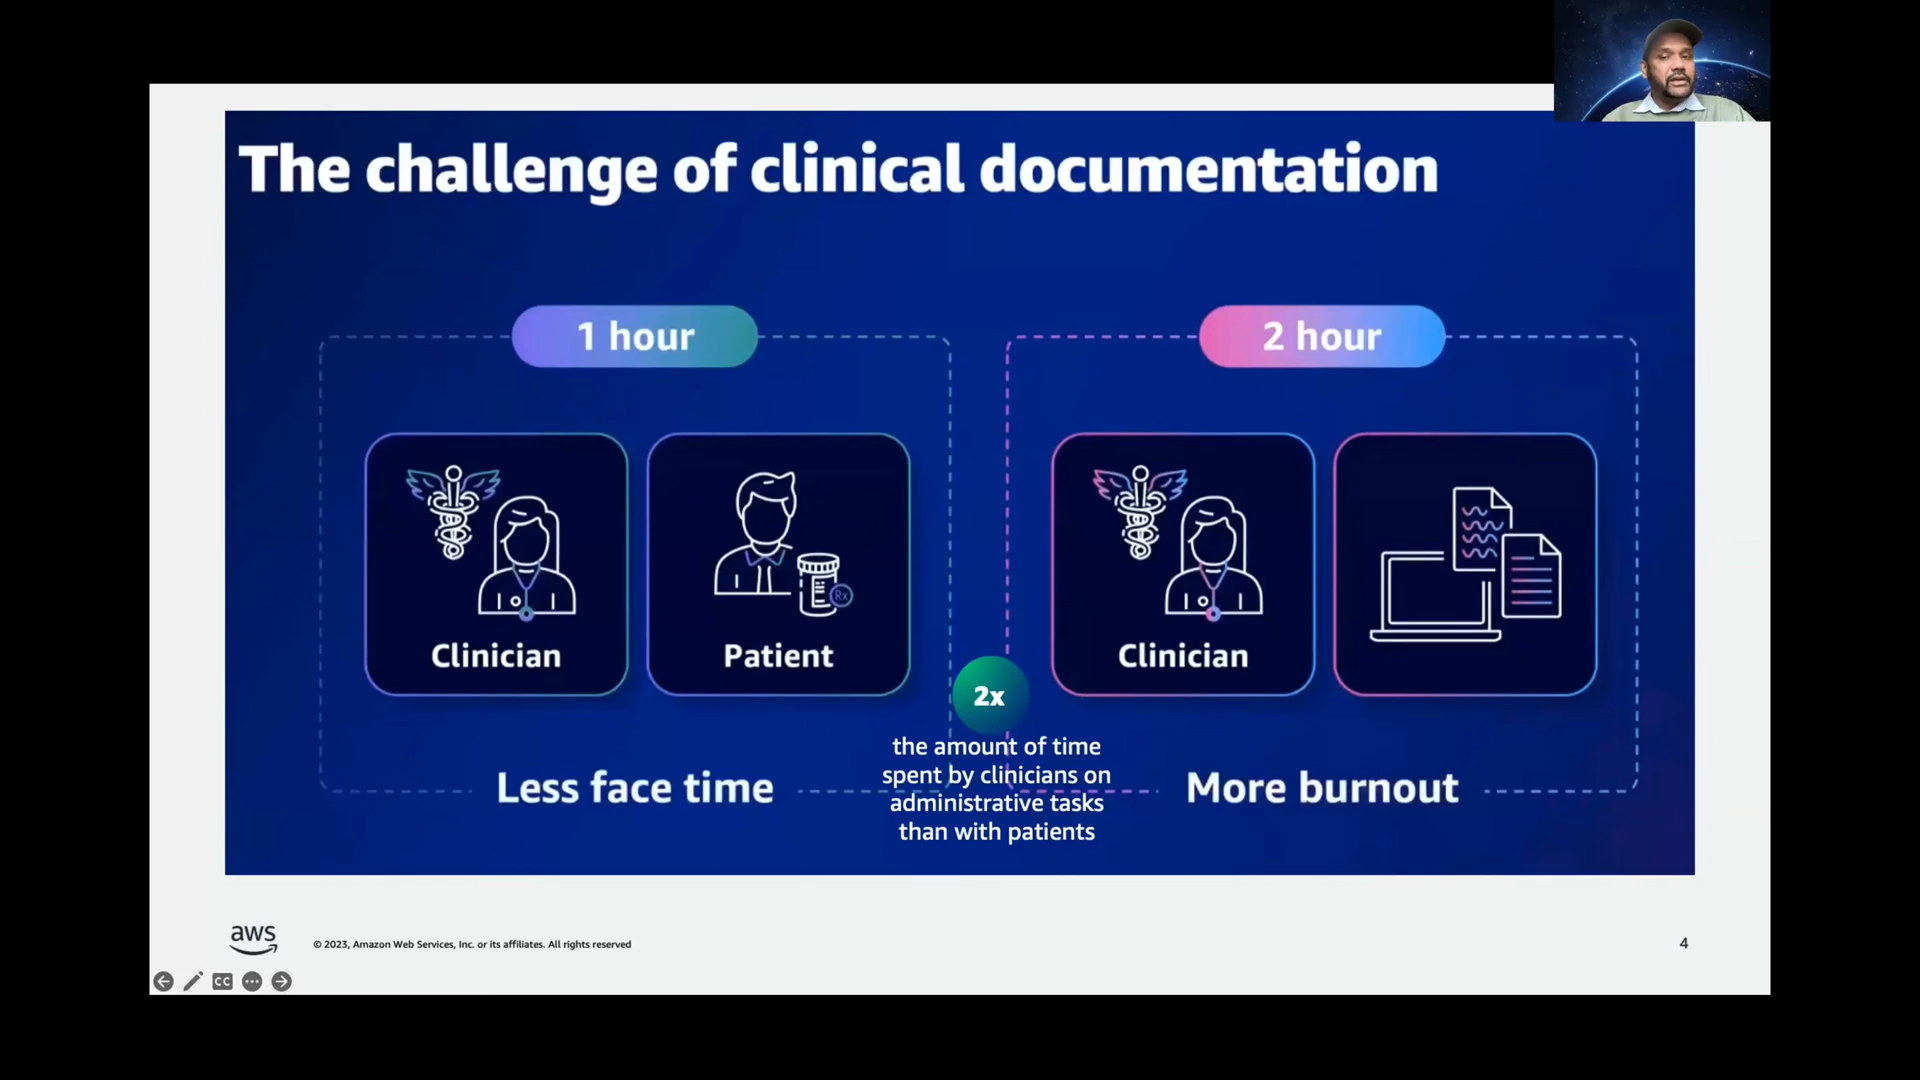 The challenge of clinical documentation
1 hour
2 hour
Rx
Clinician
Patient
Clinician
2x
the amount of time
spent by clinicians on
administrative tasks
than with patients
Less face time
More burnout
aws
© 2023, Amazon Web Services, Inc. or its affiliates. All rights reserved
4
CC